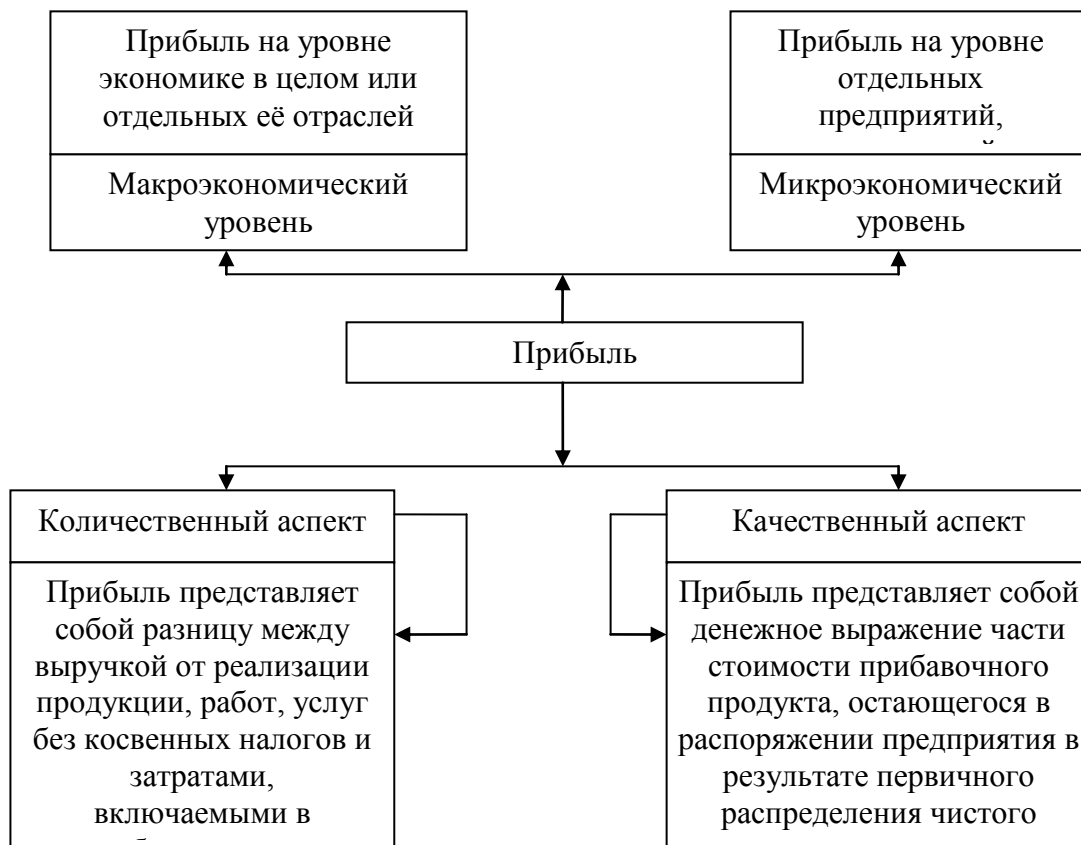 Прибыль на уровне
экономике в целом или
отдельных её отраслей
Макроэкономический
уровень
Прибыль на уровне
отдельных
предприятий,
Микроэкономический
уровень
Прибыль
Количественный аспект
Прибыль представляет
собой разницу между
выручкой от реализации
продукции, работ, услуг
без косвенных налогов и
затратами,
включаемыми в
Качественный аспект
Прибыль представляет собой
денежное выражение части
стоимости прибавочного
продукта, остающегося в
распоряжении предприятия в
результате первичного
распределения чистого